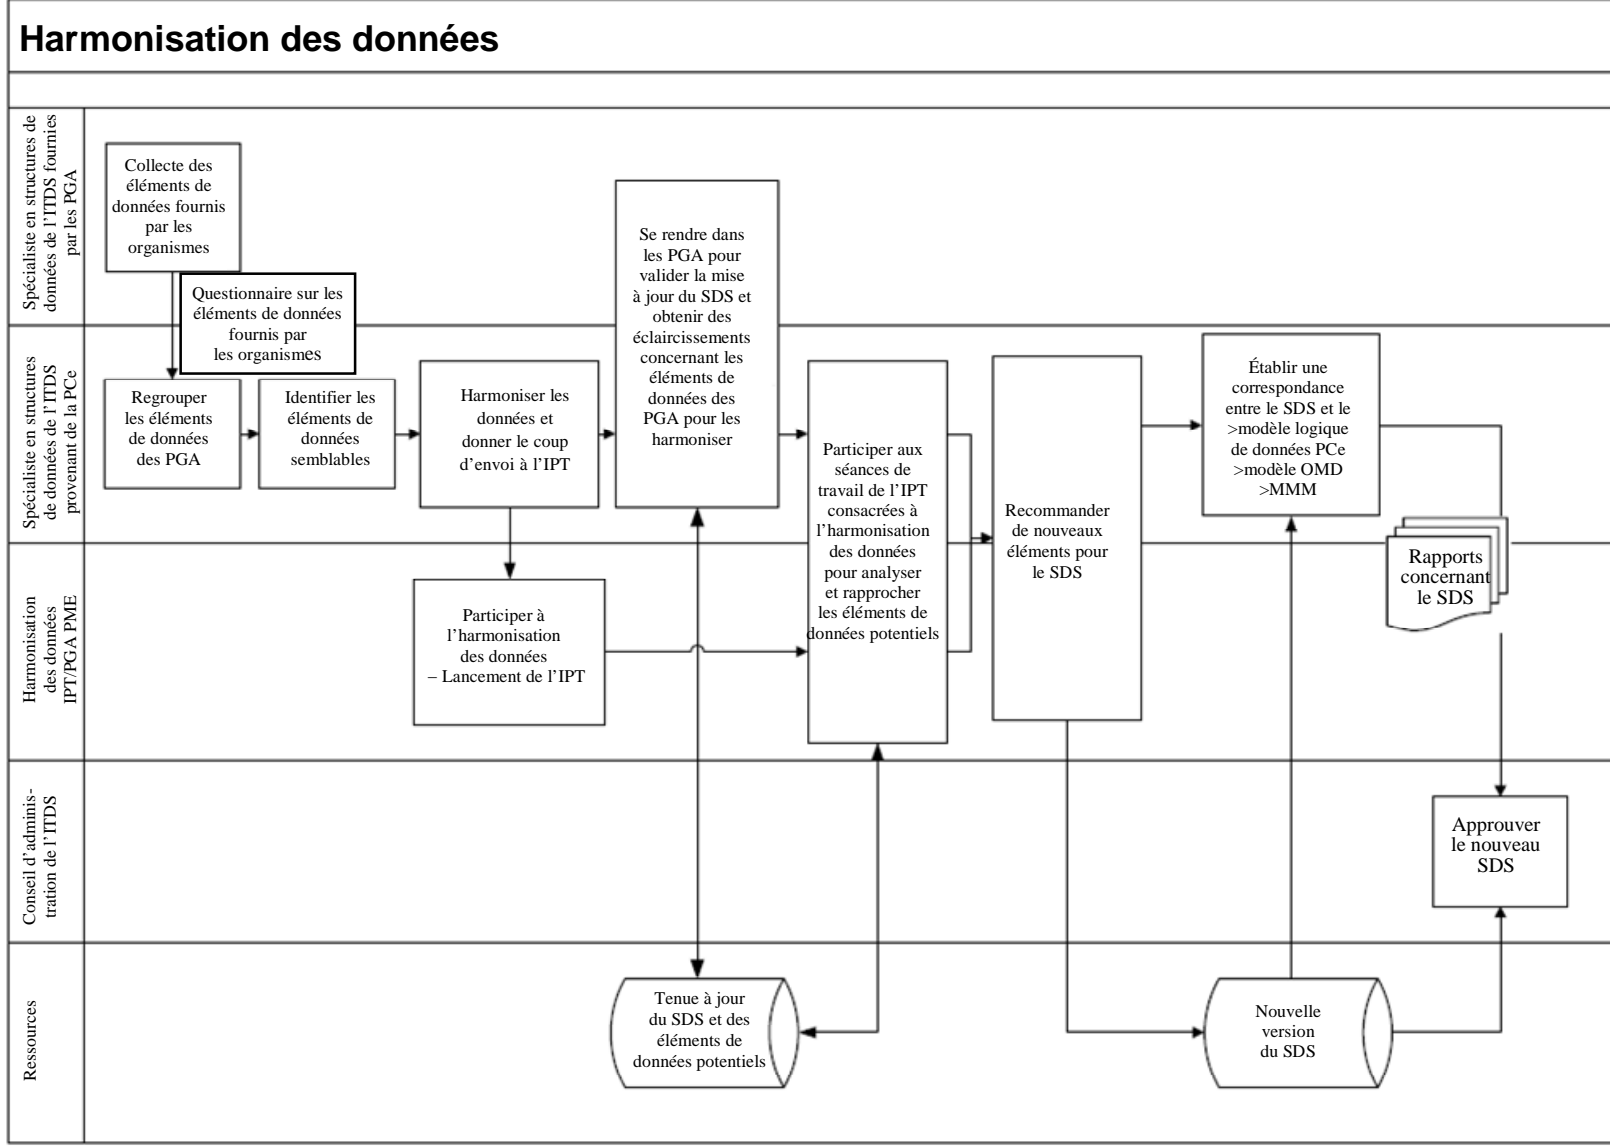 Harmonisation des données
Spécialiste en structures de
données de l'ITDS fournies
par les PGA
Collecte des
éléments de
données fournis
par les
organismes
Questionnaire sur les
éléments de données
fournis par
les organismes
Se rendre dans
les PGA pour
valider la mise
à jour du SDS et
obtenir des
éclaircissements
concernant les
éléments de
données des
PGA pour les
harmoniser
Spécialiste en structures
de données de l'ITDS
provenant de la PCe
Regrouper
les éléments
de données
des PGA
Identifier les
éléments de
données
semblables
Harmoniser les
données et
donner le coup
d'envoi à l'IPT
Participer aux
séances de
travail de l'IPT
consacrées à
l'harmonisation
des données
pour analyser
et rapprocher
les éléments de
données potentiels
Recommander
de nouveaux
éléments pour
le SDS
Établir une
correspondance
entre le SDS et le
>modèle logique
de données PCe
>modèle OMD
>MMM
Harmonisation
des données
IPT/PGA PME
Participer à
l'harmonisation
des données
– Lancement de l'IPT
Rapports
concernant
le SDS
Conseil d'adminis-
tration de l'ITDS
Approuver
le nouveau
SDS
Ressources
Tenue à jour
du SDS et des
éléments de
données potentiels
Nouvelle
version
du SDS